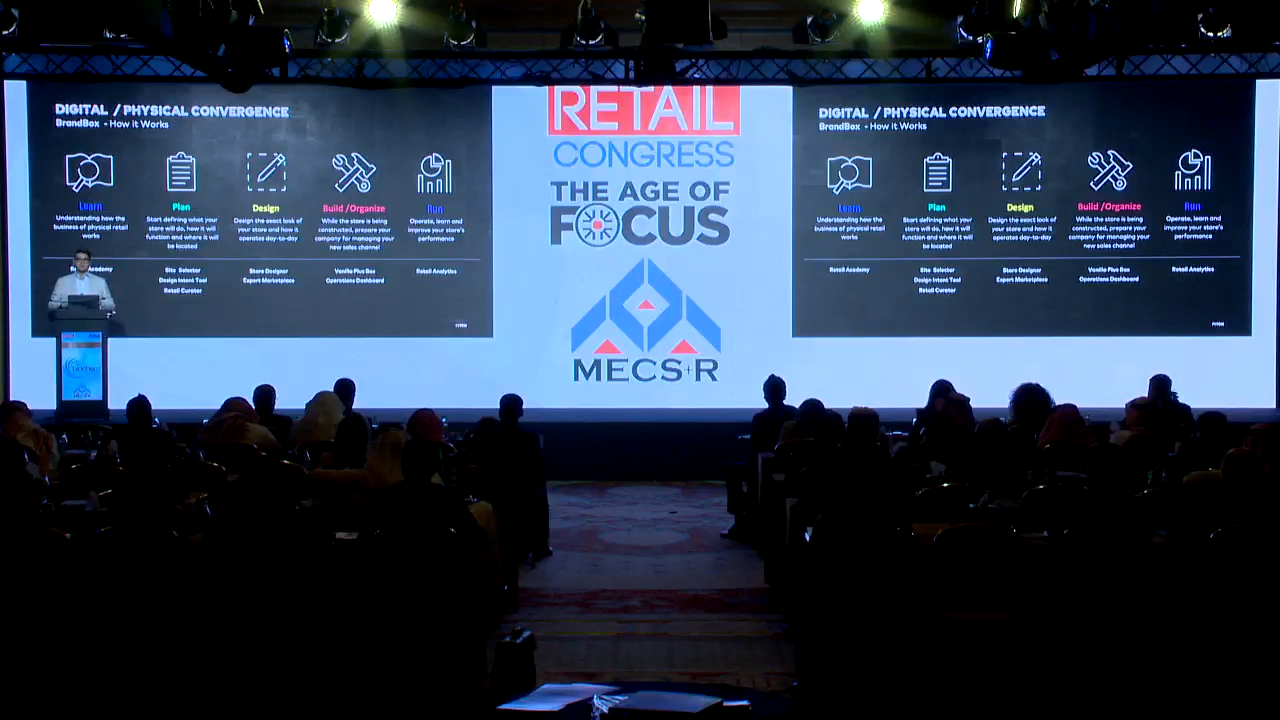 DIGITAL / PHYSICAL CONVERGENCE
BrandBox - How it Works
Learn
Understanding how the
business of physical retail
works
Plan
Start defining what your
store will do, how it will
function and where it will
be located
Design
Design the exact look of
your store and how it
operates day-to-day
Build /Organize
While the store is being
constructed, prepare your
company for managing your
new sales channel
Run
Operate, learn and
improve your store's
performance
Academy
Site Selector
Design Intent Tool
Retail Curator
Store Designer
Expert Marketplace
Vanilla Plus Box
Operations Dashboard
Retail Analytics
RETAIL
CONGRESS
THE AGE OF
FOCUS
MECS+R
DIGITAL / PHYSICAL CONVERGENCE
BrandBox - How it Works
Learn
Understanding how the
business of physical retail
works
Plan
Start defining what your
store will do, how it will
function and where it will
be located
Design
Design the exact look of
your store and how it
operates day-to-day
Build /Organize
While the store is being
constructed, prepare your
company for managing your
new sales channel
Run
Operate, learn and
improve your store's
performance
Retail Academy
Site Selector
Design Intent Tool
Retail Curator
Store Designer
Expert Marketplace
Vanilla Plus Box
Operations Dashboard
Retail Analytics